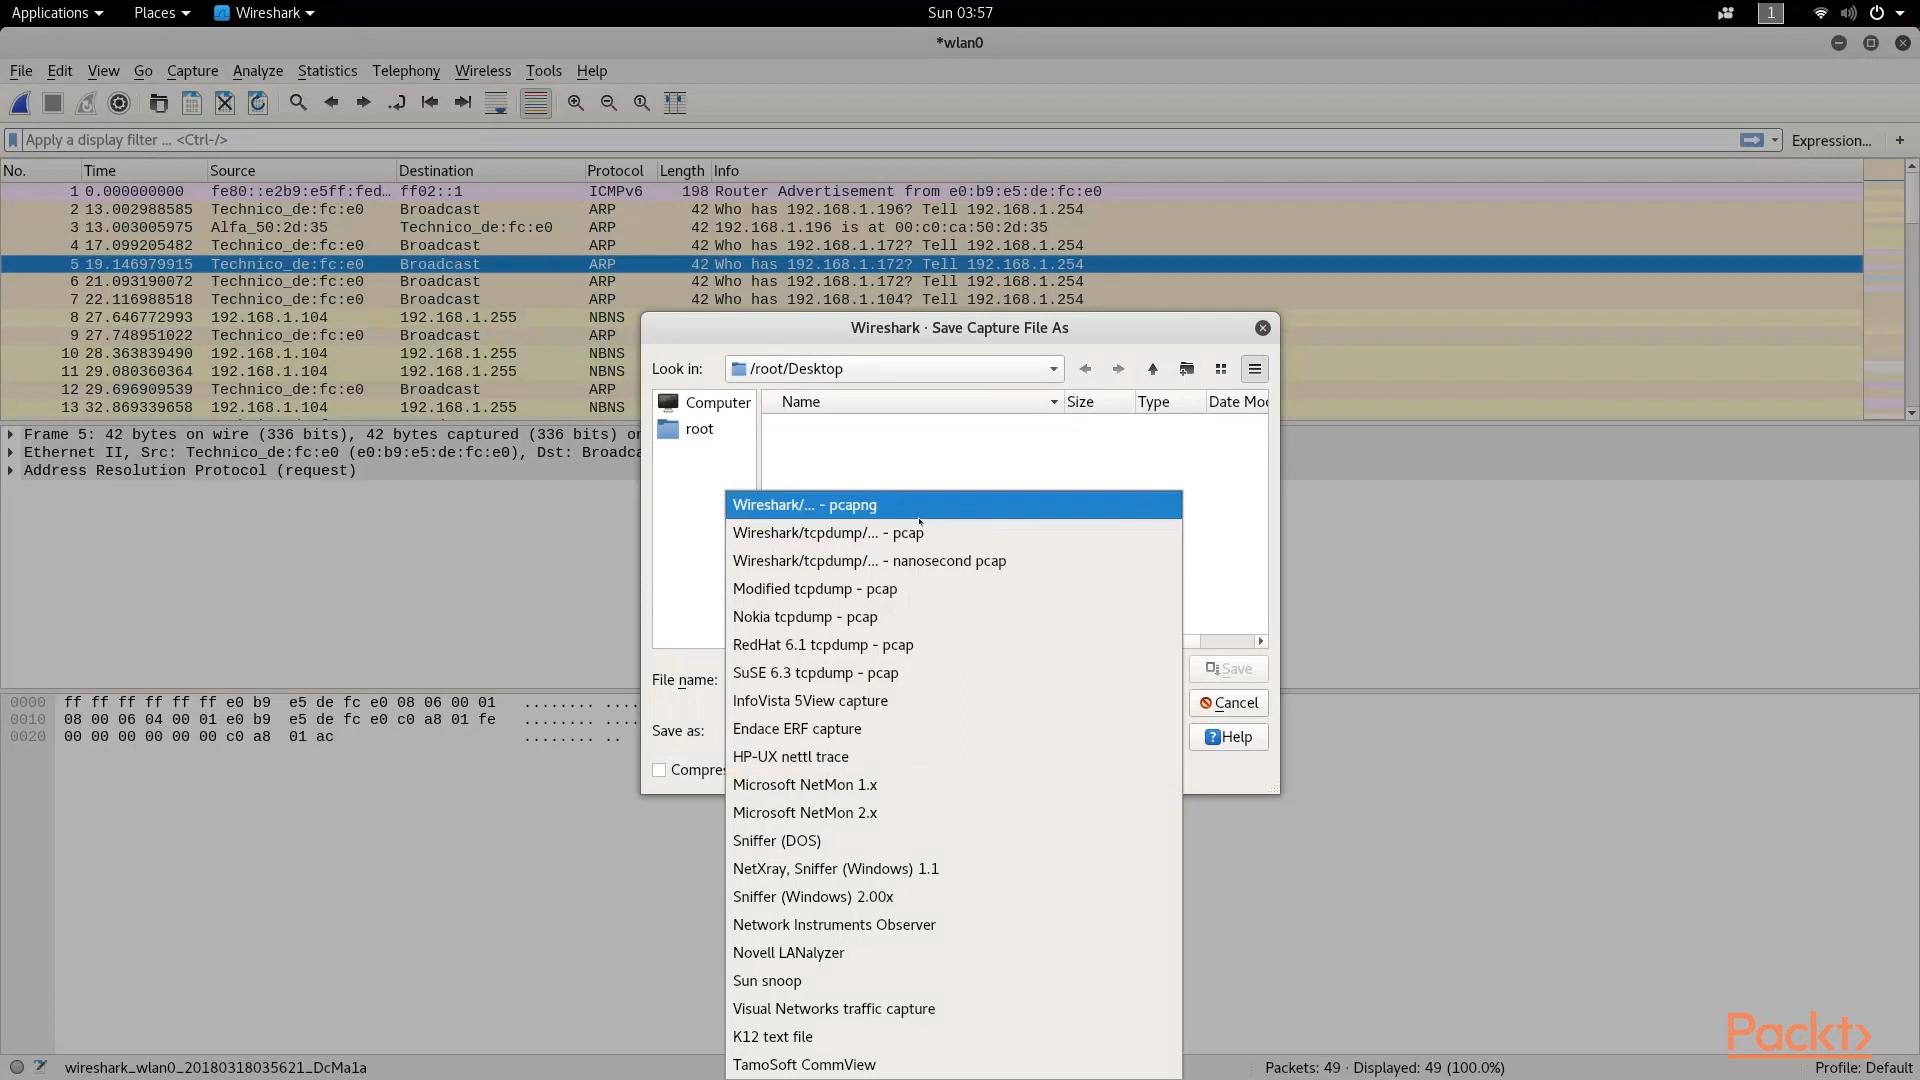 Applications Places Wireshark Sun 03:57 1
*wlan0
File Edit View Go Capture Analyze Statistics Telephony Wireless Tools Help
Apply a display filter ... <Ctrl-/> Expression... +
No. Time Source Destination Protocol Length Info
1 0.000000000 fe80::e2b9:e5ff:fed… ff02::1 ICMPv6 198 Router Advertisement from e0:b9:e5:de:fc:e0
2 13.002988585 Technico_de:fc:e0 Broadcast ARP 42 Who has 192.168.1.196? Tell 192.168.1.254
3 13.003005975 Alfa_50:2d:35 Technico_de:fc:e0 ARP 42 192.168.1.196 is at 00:c0:ca:50:2d:35
4 17.099205482 Technico_de:fc:e0 Broadcast ARP 42 Who has 192.168.1.172? Tell 192.168.1.254
5 19.146979915 Technico_de:fc:e0 Broadcast ARP 42 Who has 192.168.1.172? Tell 192.168.1.254
6 21.093190072 Technico_de:fc:e0 Broadcast ARP 42 Who has 192.168.1.172? Tell 192.168.1.254
7 22.116988518 Technico_de:fc:e0 Broadcast ARP 42 Who has 192.168.1.104? Tell 192.168.1.254
8 27.646772993 192.168.1.104 192.168.1.255 NBNS
9 27.748951022 Technico_de:fc:e0 Broadcast ARP
10 28.363839490 192.168.1.104 192.168.1.255 NBNS
11 29.080360364 192.168.1.104 192.168.1.255 NBNS
12 29.696909539 Technico_de:fc:e0 Broadcast ARP
13 32.869339658 192.168.1.104 192.168.1.255 NBNS
Frame 5: 42 bytes on wire (336 bits), 42 bytes captured (336 bits) on
Ethernet II, Src: Technico_de:fc:e0 (e0:b9:e5:de:fc:e0), Dst: Broadca
Address Resolution Protocol (request)
0000 ff ff ff ff ff ff e0 b9 e5 de fc e0 08 06 00 01 ........ ....
0010 08 00 06 04 00 01 e0 b9 e5 de fc e0 c0 a8 01 fe ........ ....
0020 00 00 00 00 00 00 c0 a8 01 ac ........ ..
Wireshark · Save Capture File As
Look in: /root/Desktop
Computer
root
Name Size Type Date Mod
Wireshark/... - pcapng
Wireshark/tcpdump/... - pcap
Wireshark/tcpdump/... - nanosecond pcap
Modified tcpdump - pcap
Nokia tcpdump - pcap
RedHat 6.1 tcpdump - pcap
SuSE 6.3 tcpdump - pcap
InfoVista 5View capture
Endace ERF capture
HP-UX nettl trace
Microsoft NetMon 1.x
Microsoft NetMon 2.x
Sniffer (DOS)
NetXray, Sniffer (Windows) 1.1
Sniffer (Windows) 2.00x
Network Instruments Observer
Novell LANalyzer
Sun snoop
Visual Networks traffic capture
K12 text file
TamoSoft CommView
File name:
Save as:
Compres
Save
Cancel
Help
Packt>
wireshark_wlan0_20180318035621_DcMa1a Packets: 49 · Displayed: 49 (100.0%) Profile: Default